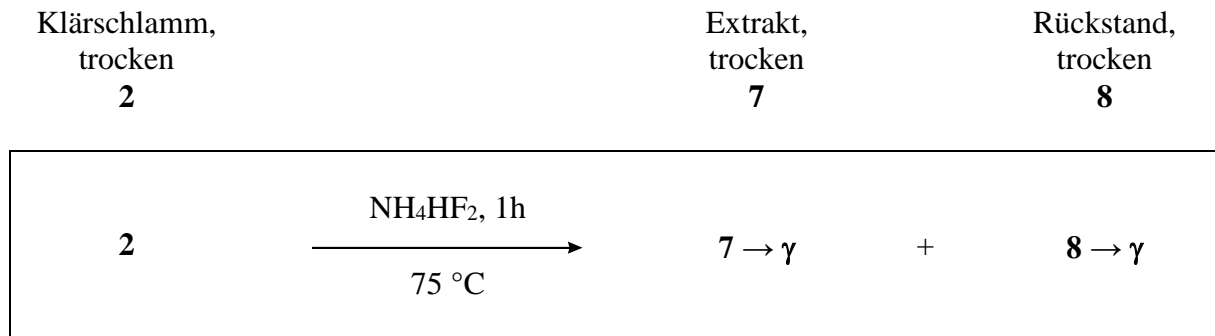 Klärschlamm,
trocken
2
Extrakt,
trocken
7
Rückstand,
trocken
8
NH₄HF₂, 1h
2
7 → γ
+
8 → γ
75 °C